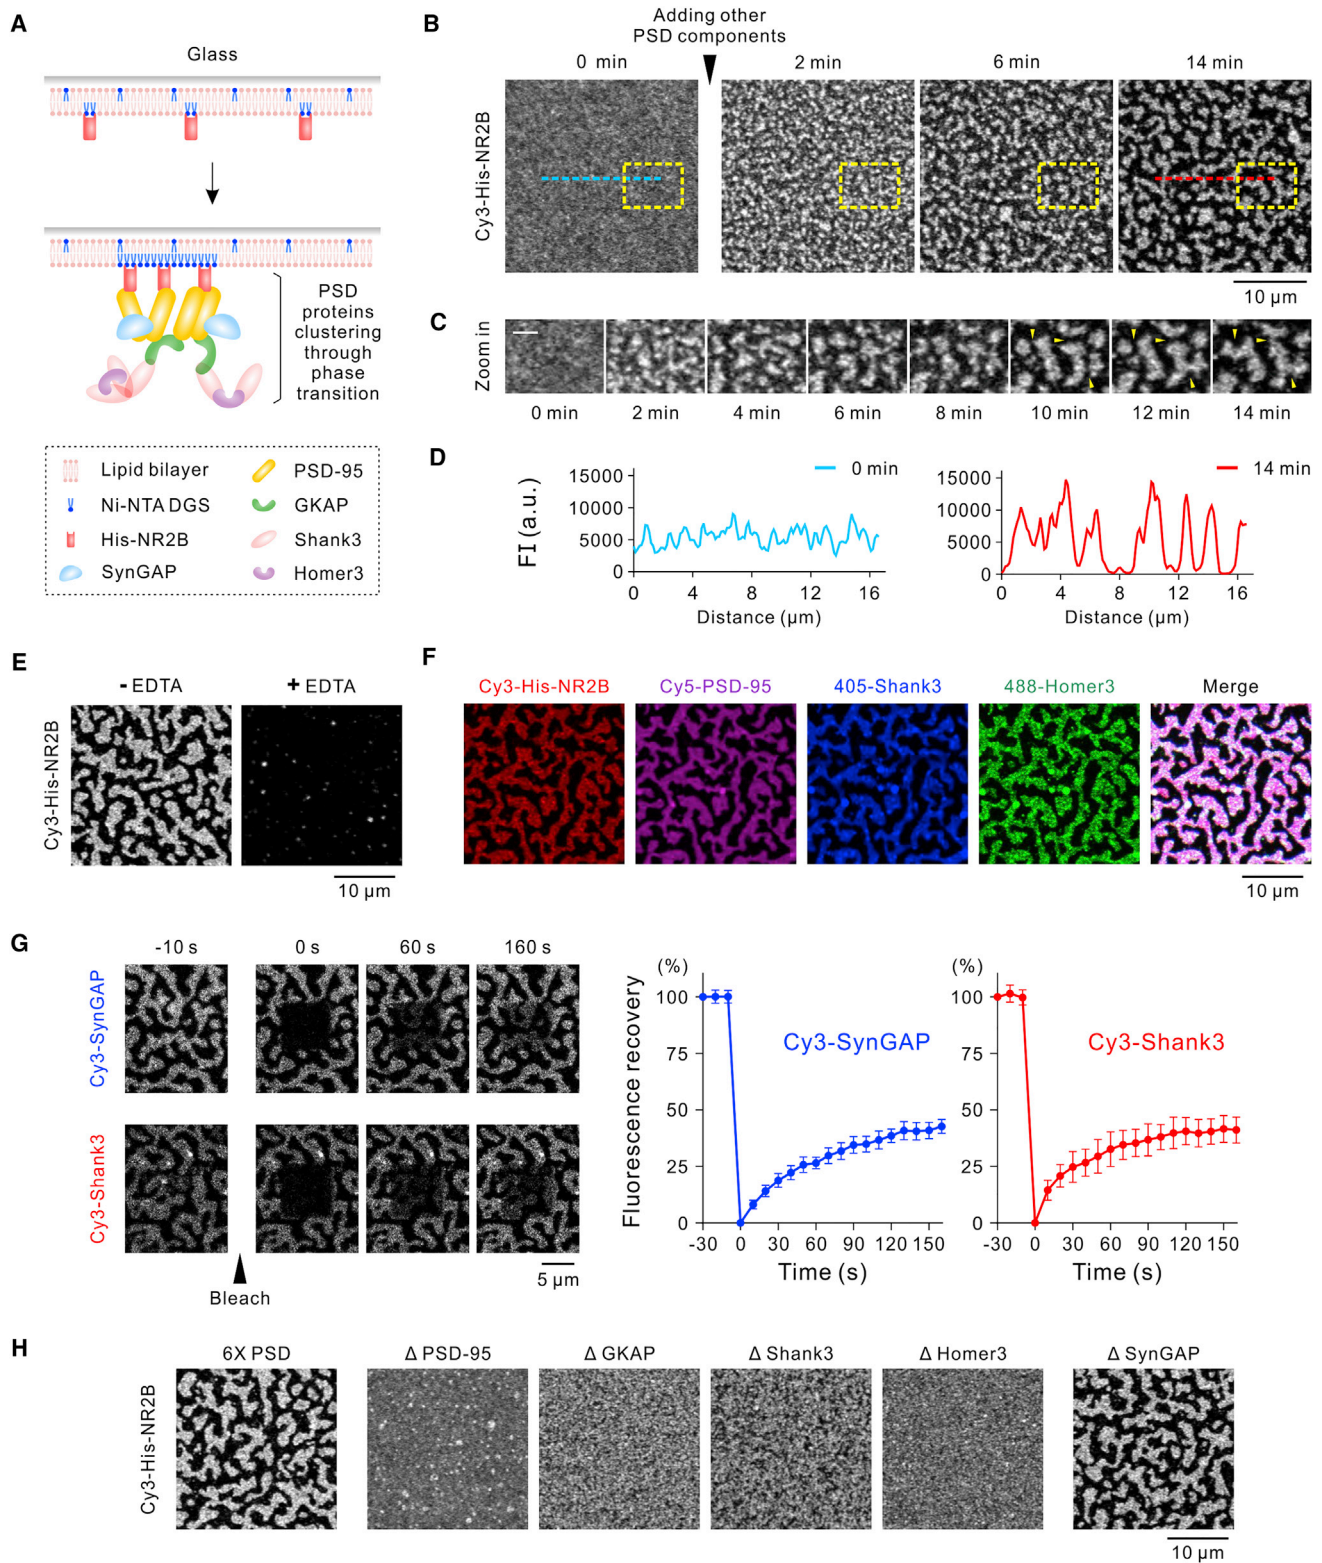 A
Glass
PSD
proteins
clustering
through
phase
transition
Lipid bilayer
PSD-95
Ni-NTA DGS
GKAP
His-NR2B
Shank3
SynGAP
Homer3
B
Adding other
PSD components
0 min
2 min
6 min
14 min
Cy3-His-NR2B
10 μm
C
Zoom in
0 min
2 min
4 min
6 min
8 min
10 min
12 min
14 min
D
FI (a.u.)
15000
10000
5000
0
0 min
0
4
8
12
16
Distance (μm)
15000
10000
5000
0
14 min
0
4
8
12
16
Distance (μm)
E
- EDTA
+ EDTA
Cy3-His-NR2B
10 μm
F
Cy3-His-NR2B
Cy5-PSD-95
405-Shank3
488-Homer3
Merge
10 μm
G
-10 s
0 s
60 s
160 s
Cy3-SynGAP
Cy3-Shank3
Bleach
5 μm
Fluorescence recovery
(%)
100
75
50
25
0
Cy3-SynGAP
-30
0
30
60
90
120
150
Time (s)
(%)
100
75
50
25
0
Cy3-Shank3
-30
0
30
60
90
120
150
Time (s)
H
6X PSD
Δ PSD-95
Δ GKAP
Δ Shank3
Δ Homer3
Δ SynGAP
Cy3-His-NR2B
10 μm